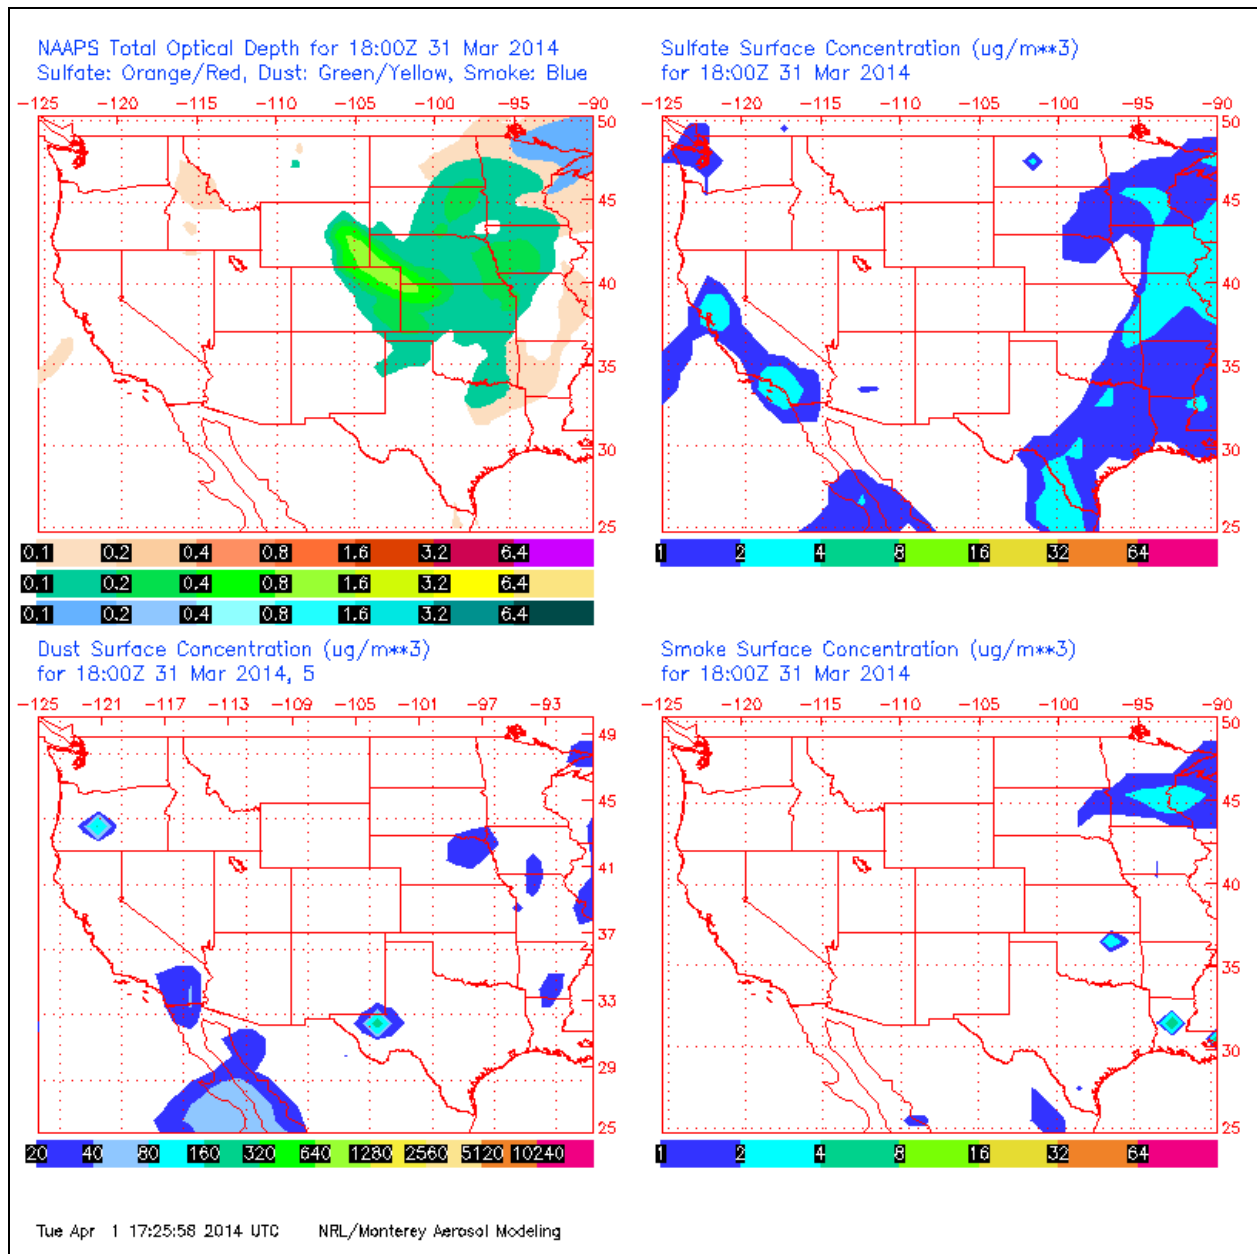 NAAPS Total Optical Depth for 18:00Z 31 Mar 2014
Sulfate: Orange/Red, Dust: Green/Yellow, Smoke: Blue
-125 -120 -115 -110 -105 -100 -95 -90
50
45
40
35
30
25
0.1 0.2 0.4 0.8 1.6 3.2 6.4
0.1 0.2 0.4 0.8 1.6 3.2 6.4
0.1 0.2 0.4 0.8 1.6 3.2 6.4
Sulfate Surface Concentration (ug/m**3)
for 18:00Z 31 Mar 2014
-125 -120 -115 -110 -105 -100 -95 -90
50
45
40
35
30
25
1 2 4 8 16 32 64
Dust Surface Concentration (ug/m**3)
for 18:00Z 31 Mar 2014, 5
-125 -121 -117 -113 -109 -105 -101 -97 -93
49
45
41
37
33
29
25
20 40 80 160 320 640 1280 2560 5120 10240
Smoke Surface Concentration (ug/m**3)
for 18:00Z 31 Mar 2014
-125 -120 -115 -110 -105 -100 -95 -90
50
45
40
35
30
25
1 2 4 8 16 32 64
Tue Apr 1 17:25:58 2014 UTC NRL/Monterey Aerosol Modeling